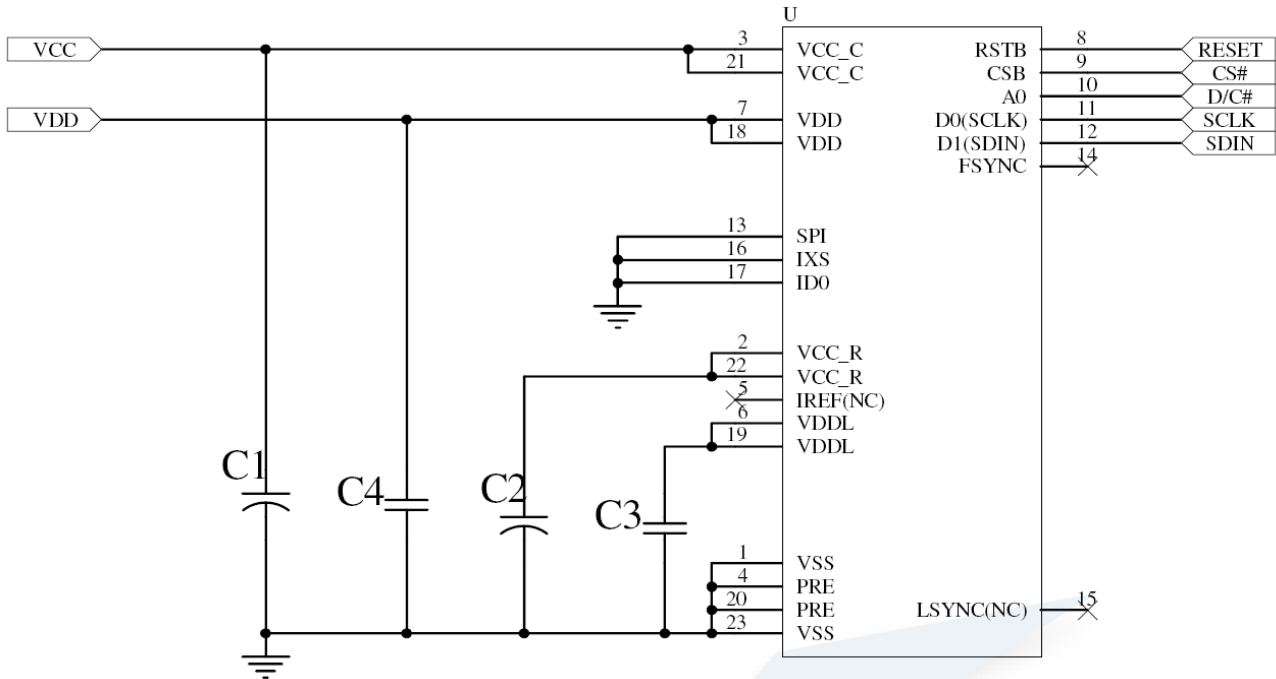 U
VCC 3 VCC_C RSTB 8 RESET
21 VCC_C CSB 9 CS#
A0 10 D/C#
VDD 7 VDD D0(SCLK) 11 SCLK
18 VDD D1(SDIN) 12 SDIN
FSYNC 14
13 SPI
16 IXS
17 ID0
2 VCC_R
22 VCC_R
5 IREF(NC)
6 VDDL
19 VDDL
C1 C4 C2 C3
1 VSS
4 PRE
20 PRE LSYNC(NC) 15
23 VSS